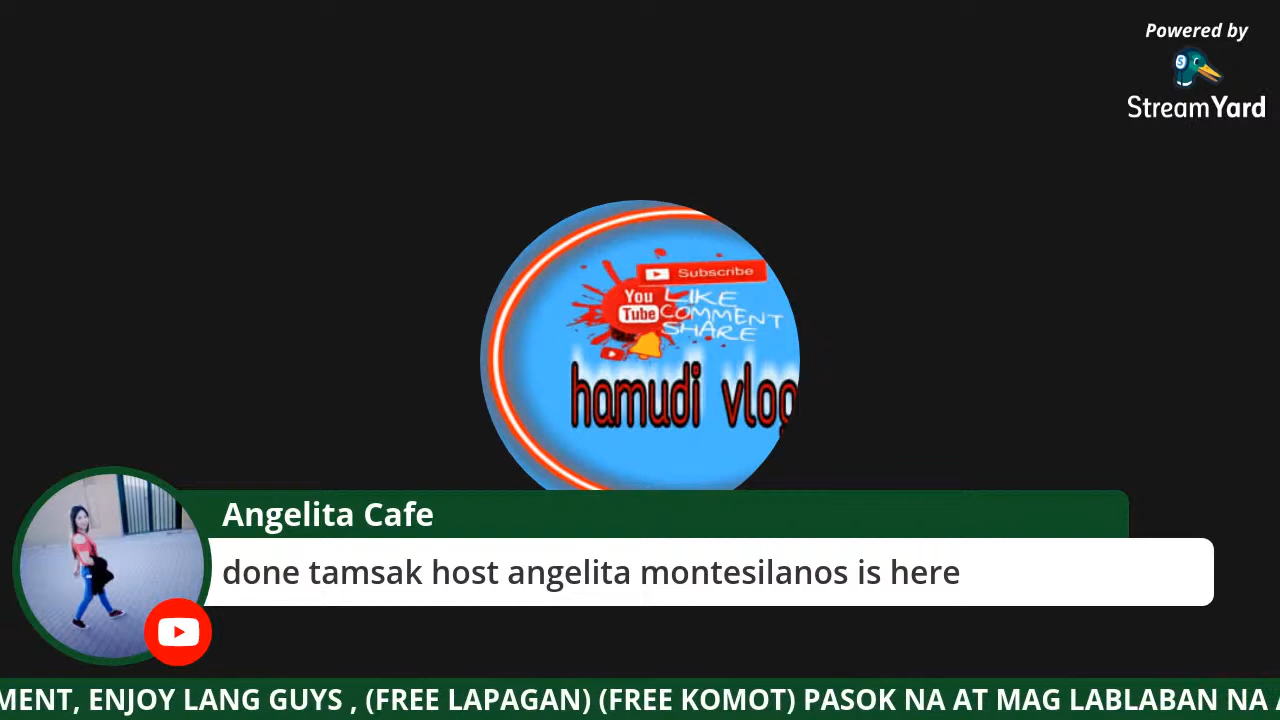 Powered by
StreamYard
Subscribe
You
Tube
LIKE
COMMENT
SHARE
hamudi vlog
Angelita Cafe
done tamsak host angelita montesilanos is here
MENT, ENJOY LANG GUYS , (FREE LAPAGAN) (FREE KOMOT) PASOK NA AT MAG LABLABAN NA